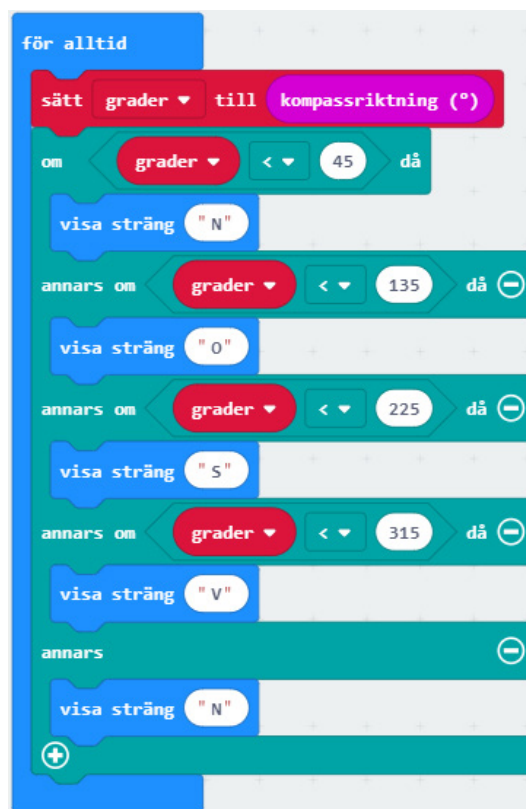 för alltid
sätt grader till kompassriktning (°)
om grader < 45 då
visa sträng "N"
annars om grader < 135 då
visa sträng "O"
annars om grader < 225 då
visa sträng "S"
annars om grader < 315 då
visa sträng "V"
annars
visa sträng "N"